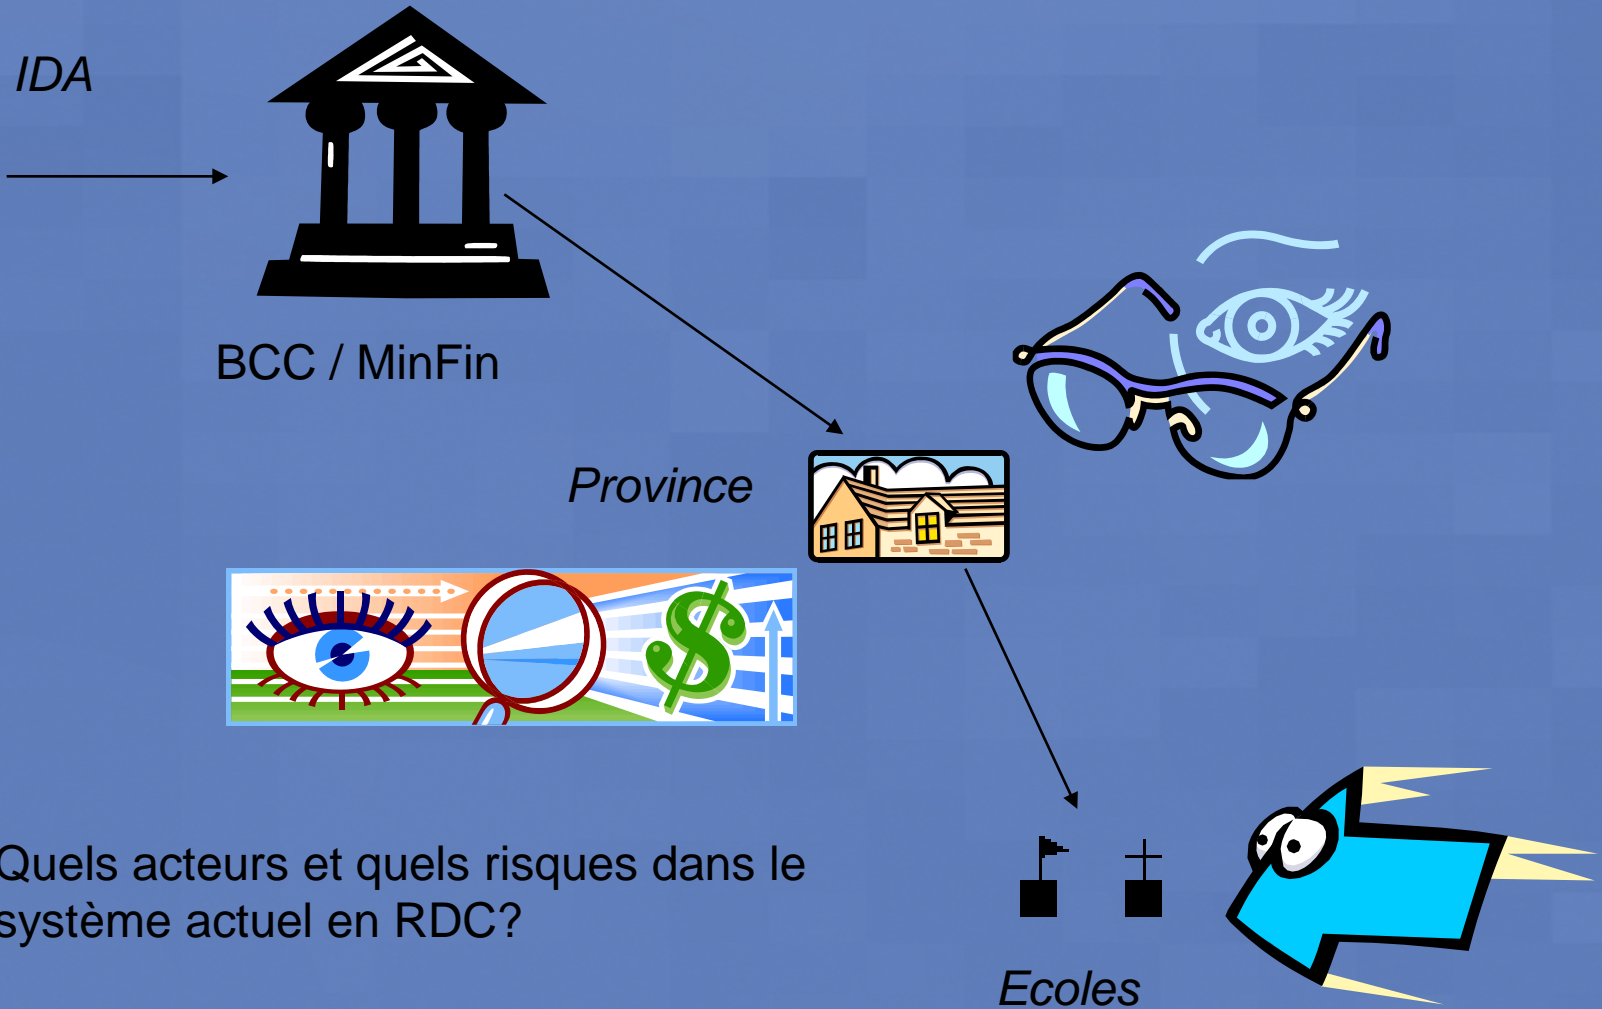 IDA
BCC / MinFin
Province
$
Quels acteurs et quels risques dans le
système actuel en RDC?
Ecoles